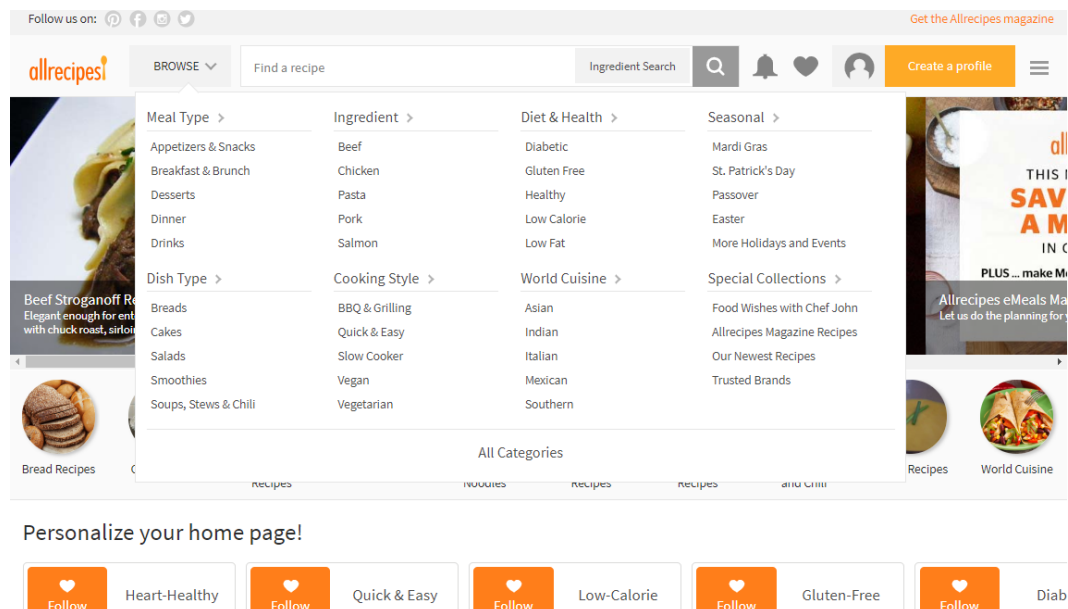 Follow us on:
Get the Allrecipes magazine
allrecipes
BROWSE
Find a recipe
Ingredient Search
Create a profile
Meal Type
Appetizers & Snacks
Breakfast & Brunch
Desserts
Dinner
Drinks
Ingredient
Beef
Chicken
Pasta
Pork
Salmon
Diet & Health
Diabetic
Gluten Free
Healthy
Low Calorie
Low Fat
Seasonal
Mardi Gras
St. Patrick's Day
Passover
Easter
More Holidays and Events
Dish Type
Breads
Cakes
Salads
Smoothies
Soups, Stews & Chili
Cooking Style
BBQ & Grilling
Quick & Easy
Slow Cooker
Vegan
Vegetarian
World Cuisine
Asian
Indian
Italian
Mexican
Southern
Special Collections
Food Wishes with Chef John
Allrecipes Magazine Recipes
Our Newest Recipes
Trusted Brands
All Categories
Beef Stroganoff
Elegant enough for
with chuck roast,
THIS
IN
PLUS ... make
Allrecipes eMeals
Let us do the planning for
Bread Recipes
Recipes
Noodles
Recipes
Recipes
and Chili
Recipes
World Cuisine
Personalize your home page!
Follow
Heart-Healthy
Follow
Quick & Easy
Follow
Low-Calorie
Follow
Gluten-Free
Follow